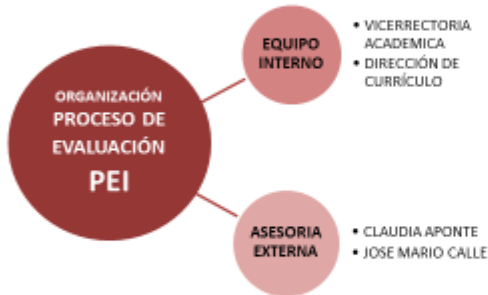 ORGANIZACIÓN
PROCESO DE
EVALUACIÓN
PEI
EQUIPO
INTERNO
• VICERRECTORIA
ACADEMICA
• DIRECCIÓN DE
CURRÍCULO
ASESORIA
EXTERNA
• CLAUDIA APONTE
• JOSE MARIO CALLE